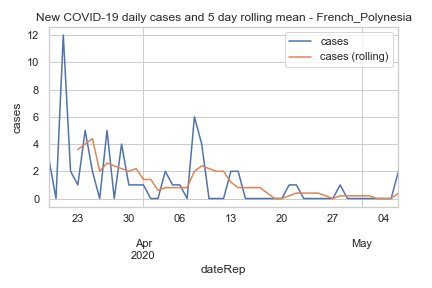 New COVID-19 daily cases and 5 day rolling mean - French_Polynesia
cases
cases (rolling)
12
10
8
6
4
2
0
cases
23
30
06
13
20
27
04
Apr
2020
May
dateRep